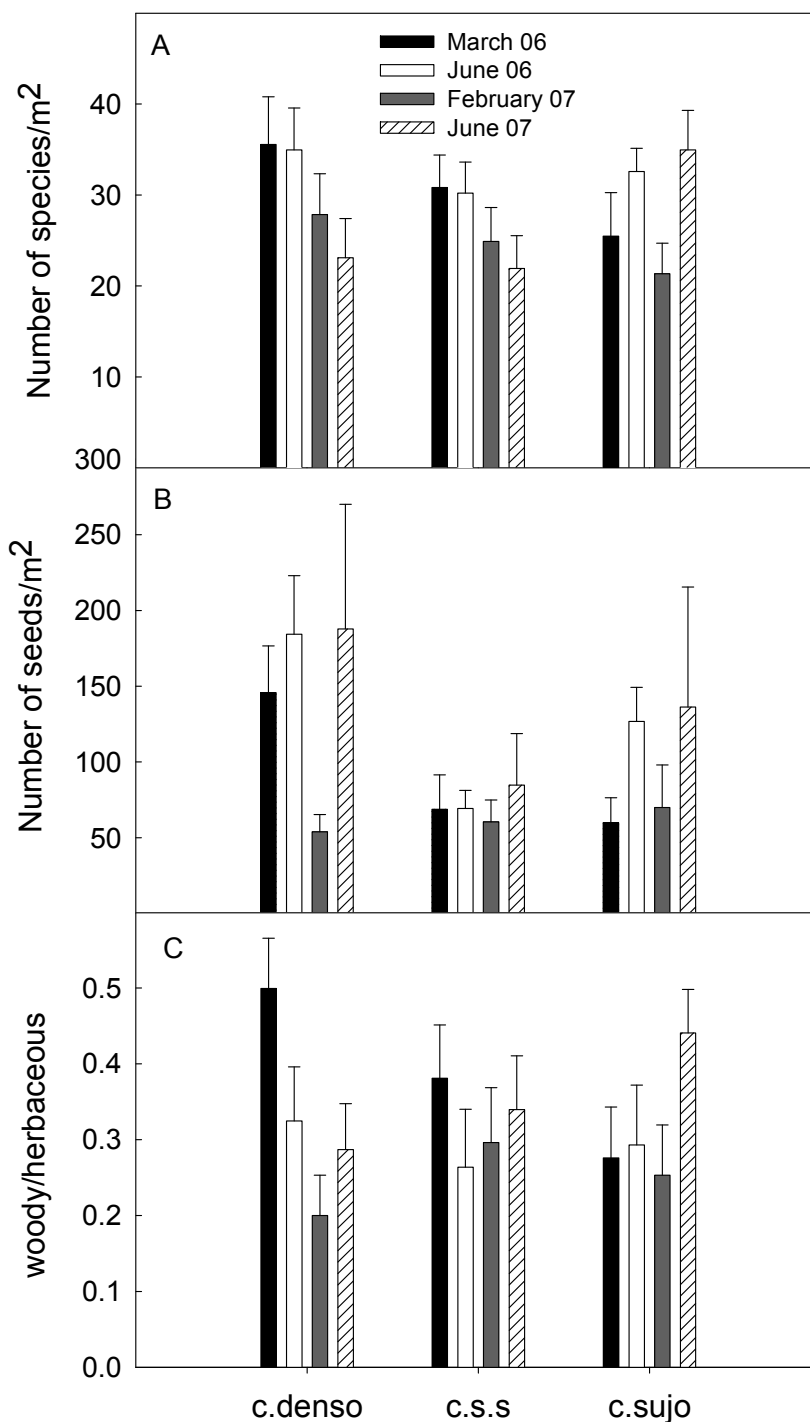 A
March 06
June 06
February 07
June 07
Number of species/m²
40
30
20
10
300
B
Number of seeds/m²
250
200
150
100
50
C
woody/herbaceous
0.5
0.4
0.3
0.2
0.1
0.0
c.denso c.s.s c.sujo